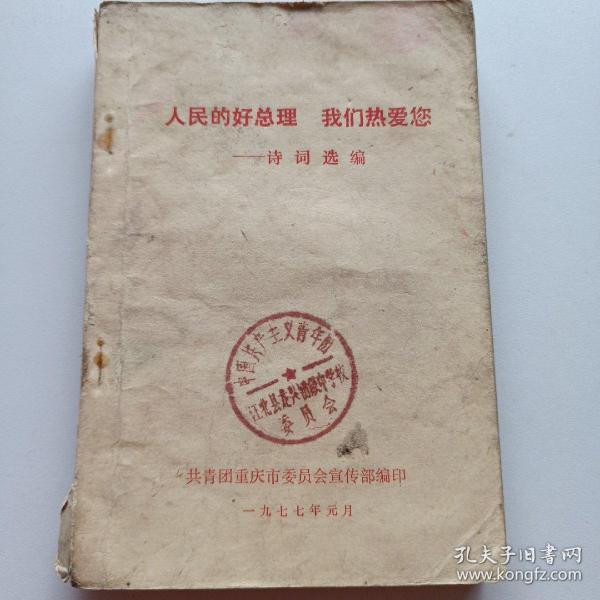 人民的好总理 我们热爱您
——诗词选编
中国共产主义青年团
江北县龙兴
中学校
委员会
共青团重庆市委员会宣传部编印
一九七七年元月
孔夫子旧书网
www.kongfz.com